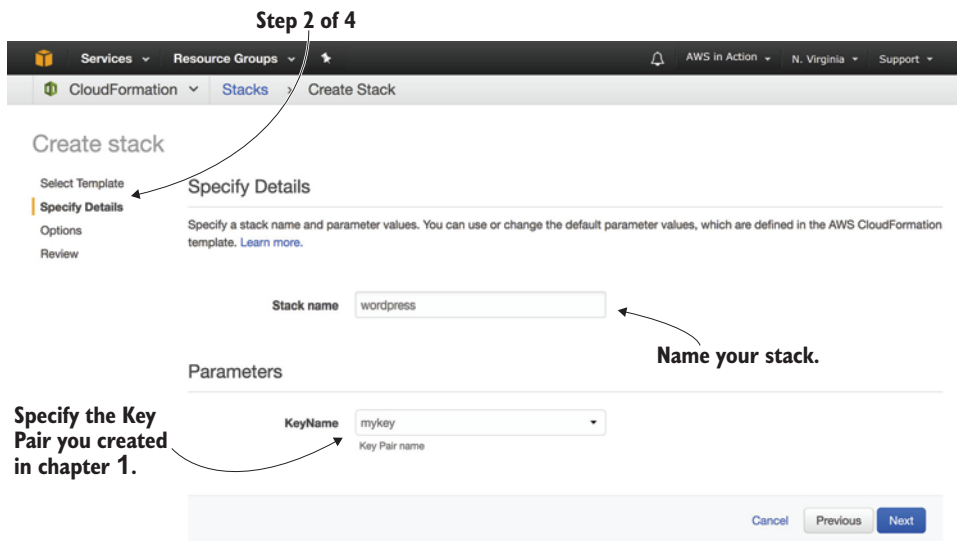 Step 2 of 4
Services Resource Groups AWS in Action N. Virginia Support
CloudFormation Stacks › Create Stack
Create stack
Select Template
Specify Details
Options
Review
Specify Details
Specify a stack name and parameter values. You can use or change the default parameter values, which are defined in the AWS CloudFormation
template. Learn more.
Stack name wordpress
Name your stack.
Parameters
Specify the Key
Pair you created
in chapter 1.
KeyName mykey
Key Pair name
Cancel Previous Next